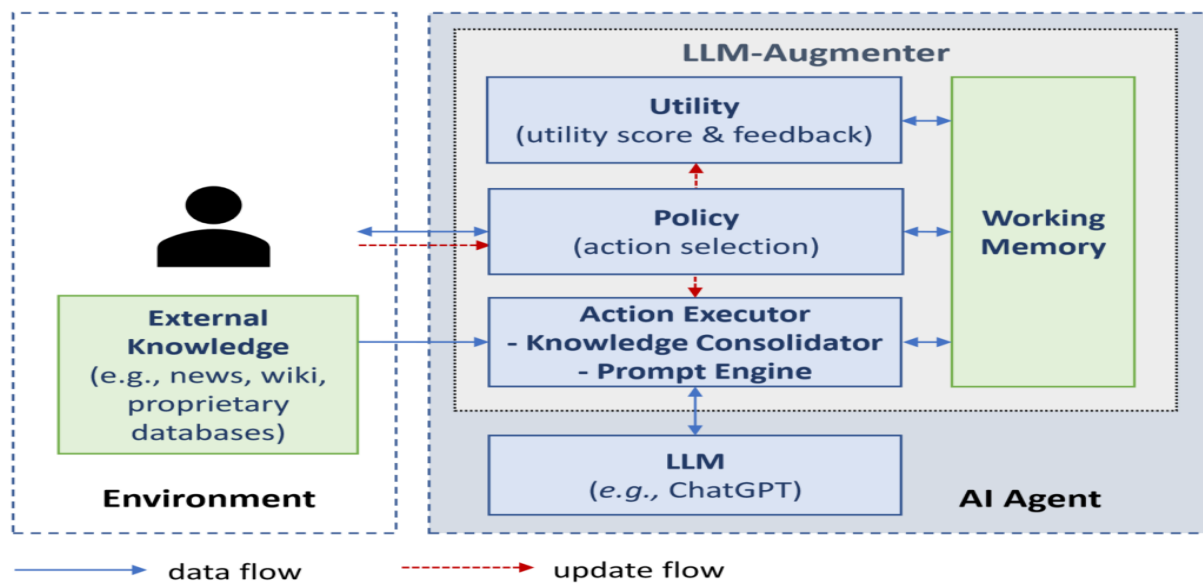 LLM-Augmenter
Utility
(utility score & feedback)
Policy
(action selection)
Working
Memory
External
Knowledge
(e.g., news, wiki,
proprietary
databases)
Action Executor
- Knowledge Consolidator
- Prompt Engine
LLM
(e.g., ChatGPT)
Environment
AI Agent
data flow
update flow